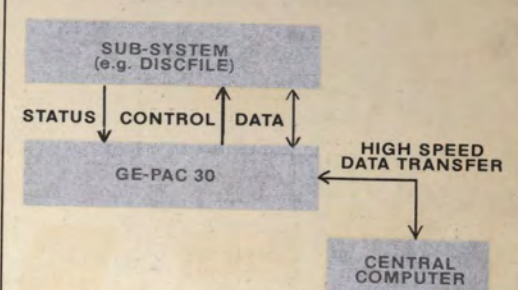 SUB-SYSTEM
(e.g. DISCFILE)
STATUS CONTROL DATA
GE-PAC 30
HIGH SPEED
DATA TRANSFER
CENTRAL
COMPUTER